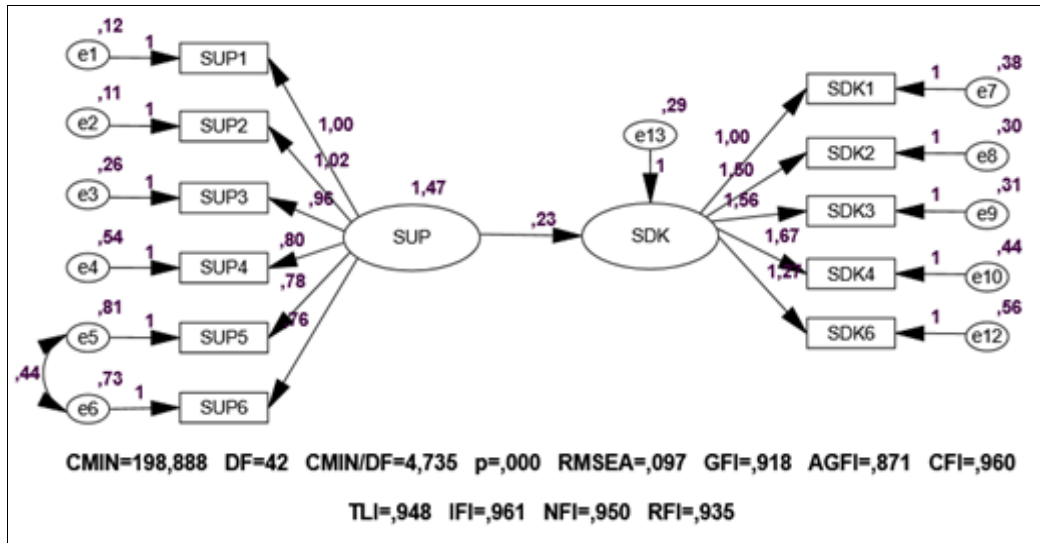 ,12
e1 1 SUP1
,11
e2 1 SUP2
,26
e3 1 SUP3
,54
e4 1 SUP4
,81
e5 1 SUP5
,44
,73
e6 1 SUP6
1,00
1,02
,96
,80
,78
,76
1,47
SUP
,23
,29
e13
1
SDK
1,00
1,50
1,56
1,67
1,27
,38
SDK1 1 e7
,30
SDK2 1 e8
,31
SDK3 1 e9
,44
SDK4 1 e10
,56
SDK6 1 e12
CMIN=198,888 DF=42 CMIN/DF=4,735 p=,000 RMSEA=,097 GFI=,918 AGFI=,871 CFI=,960
TLI=,948 IFI=,961 NFI=,950 RFI=,935